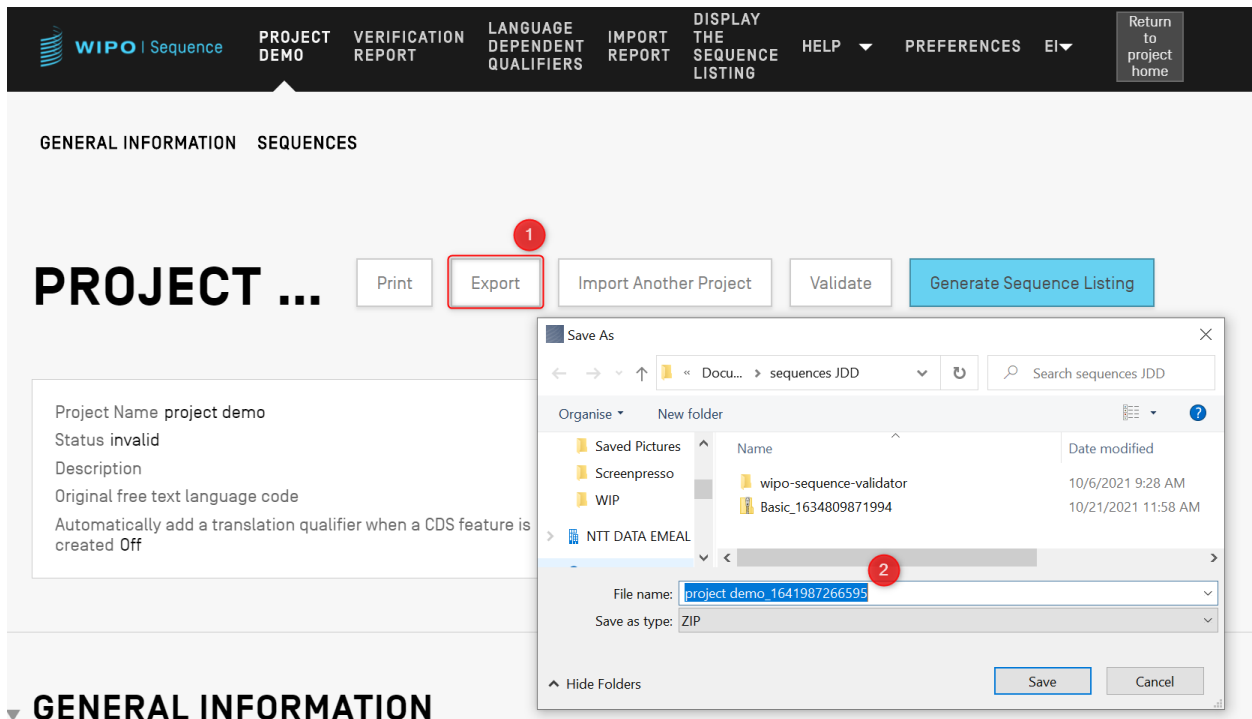 WIPO | Sequence
PROJECT
DEMO
VERIFICATION
REPORT
LANGUAGE
DEPENDENT
QUALIFIERS
IMPORT
REPORT
DISPLAY
THE
SEQUENCE
LISTING
HELP
PREFERENCES
EI
Return
to
project
home
GENERAL INFORMATION SEQUENCES
1
PROJECT ...
Print
Export
Import Another Project
Validate
Generate Sequence Listing
Project Name project demo
Status invalid
Description
Original free text language code
Automatically add a translation qualifier when a CDS feature is
created Off
Save As
« Docu... > sequences JDD
Search sequences JDD
Organise
New folder
Saved Pictures
Screenpresso
WIP
NTT DATA EMEAL
Name
Date modified
wipo-sequence-validator
10/6/2021 9:28 AM
Basic_1634809871994
10/21/2021 11:58 AM
2
File name: project demo_1641987266595
Save as type: ZIP
Hide Folders
Save
Cancel
GENERAL INFORMATION